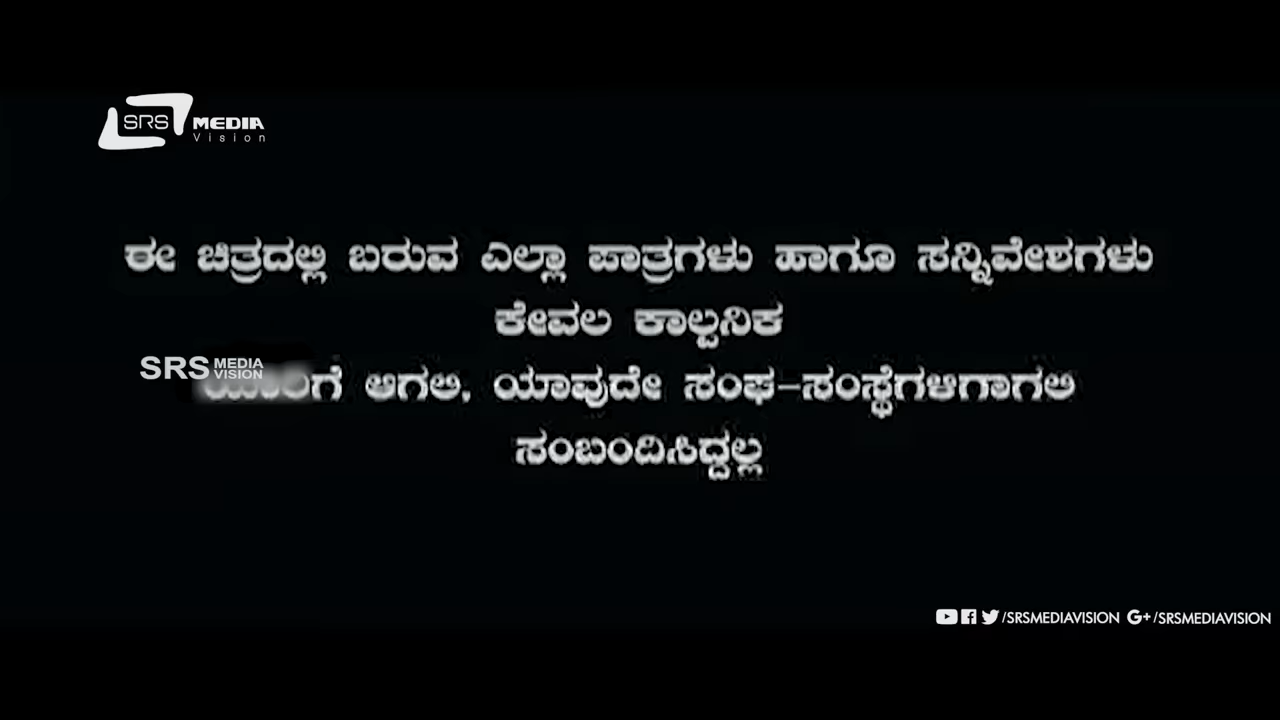 SRS MEDIA
Vision
ಈ ಚಿತ್ರದಲ್ಲಿ ಬರುವ ಎಲ್ಲಾ ಪಾತ್ರಗಳು ಹಾಗೂ ಸನ್ನಿವೇಶಗಳು
ಕೇವಲ ಕಾಲ್ಪನಿಕ
SRS MEDIA
VISION
ಆಗಲಿ, ಯಾವುದೇ ಸಂಘ-ಸಂಸ್ಥೆಗಳಿಗಾಗಲಿ
ಸಂಬಂದಿಸಿದ್ದಲ್ಲ
/SRSMEDIAVISION G+/SRSMEDIAVISION